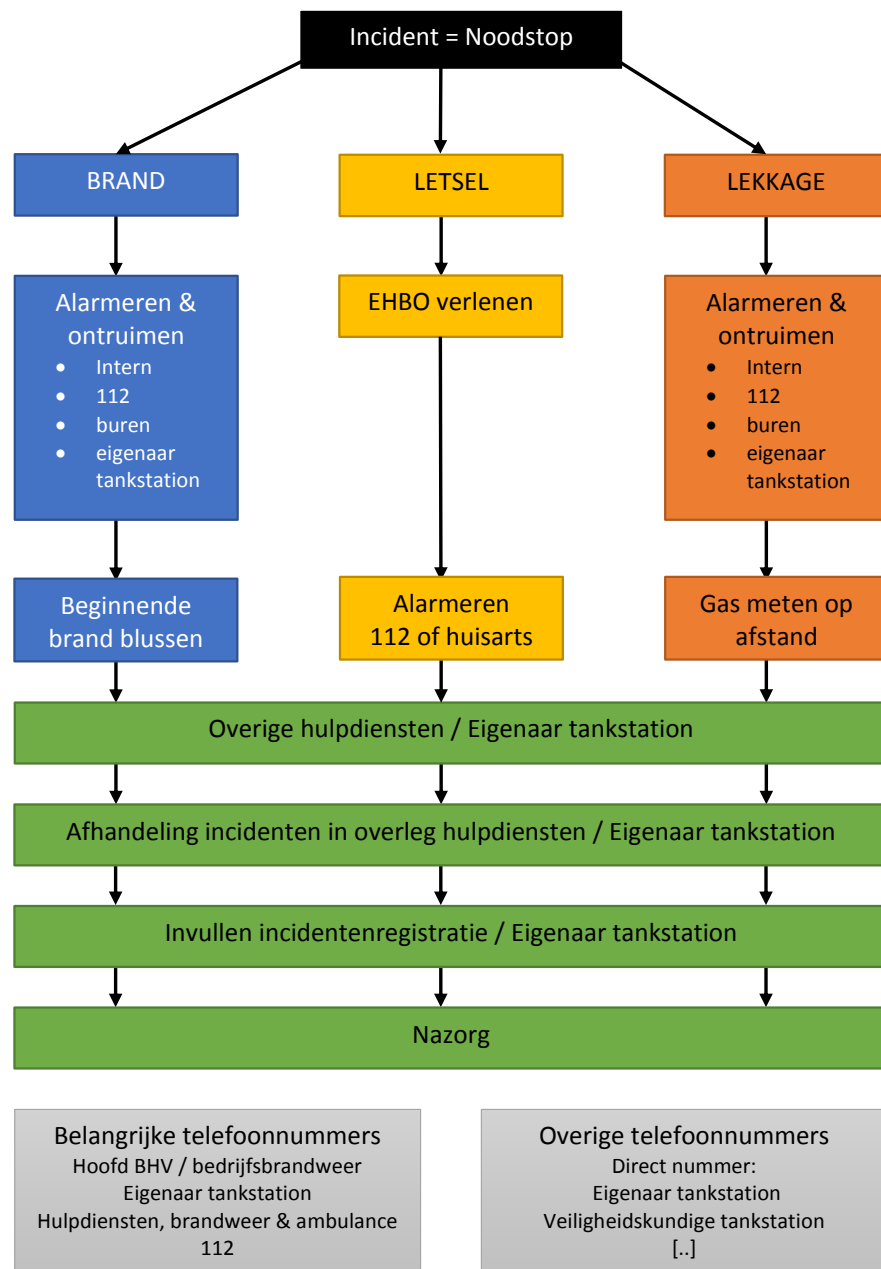 Incident = Noodstop
BRAND
LETSEL
LEKKAGE
Alarmeren &
ontruimen
• Intern
• 112
• buren
• eigenaar
tankstation
EHBO verlenen
Alarmeren &
ontruimen
• Intern
• 112
• buren
• eigenaar
tankstation
Beginnende
brand blussen
Alarmeren
112 of huisarts
Gas meten op
afstand
Overige hulpdiensten / Eigenaar tankstation
Afhandeling incidenten in overleg hulpdiensten / Eigenaar tankstation
Invullen incidentenregistratie / Eigenaar tankstation
Nazorg
Belangrijke telefoonnummers
Hoofd BHV / bedrijfsbrandweer
Eigenaar tankstation
Hulpdiensten, brandweer & ambulance
112
Overige telefoonnummers
Direct nummer:
Eigenaar tankstation
Veiligheidskundige tankstation
[..]